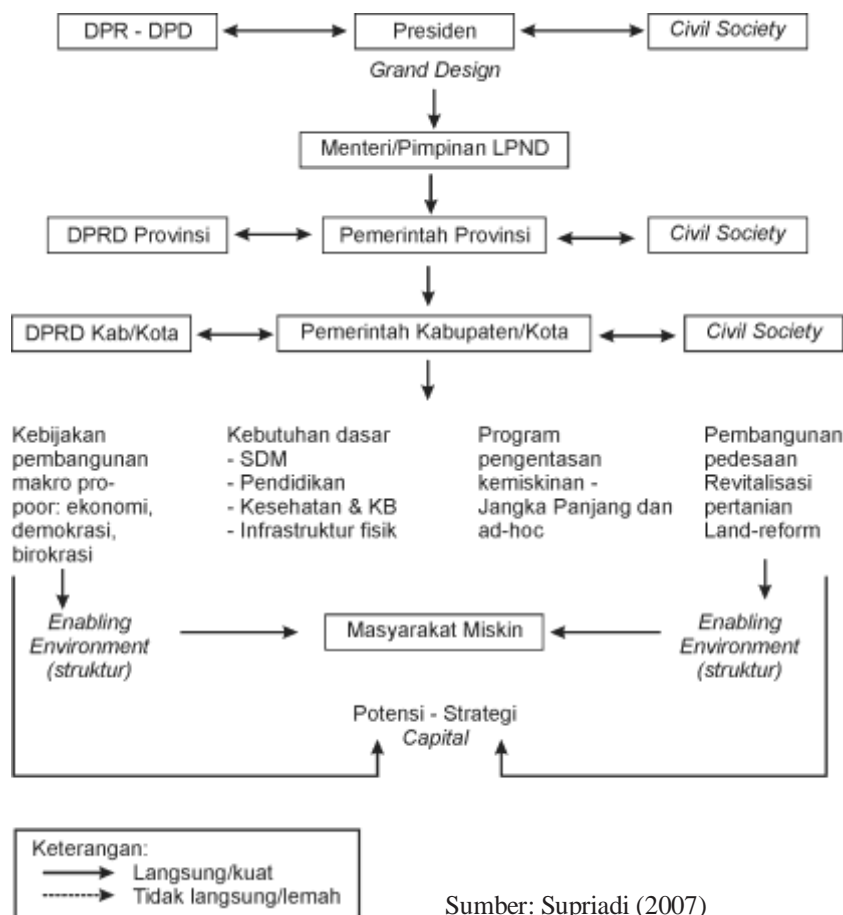 DPR - DPD
Presiden
Civil Society
Grand Design
Menteri/Pimpinan LPND
DPRD Provinsi
Pemerintah Provinsi
Civil Society
DPRD Kab/Kota
Pemerintah Kabupaten/Kota
Civil Society
Kebijakan
pembangunan
makro pro-
poor: ekonomi,
demokrasi,
birokrasi
Kebutuhan dasar
- SDM
- Pendidikan
- Kesehatan & KB
- Infrastruktur fisik
Program
pengentasan
kemiskinan -
Jangka Panjang dan
ad-hoc
Pembangunan
pedesaan
Revitalisasi
pertanian
Land-reform
Enabling
Environment
(struktur)
Masyarakat Miskin
Enabling
Environment
(struktur)
Potensi - Strategi
Capital
Keterangan:
Langsung/kuat
Tidak langsung/lemah
Sumber: Supriadi (2007)